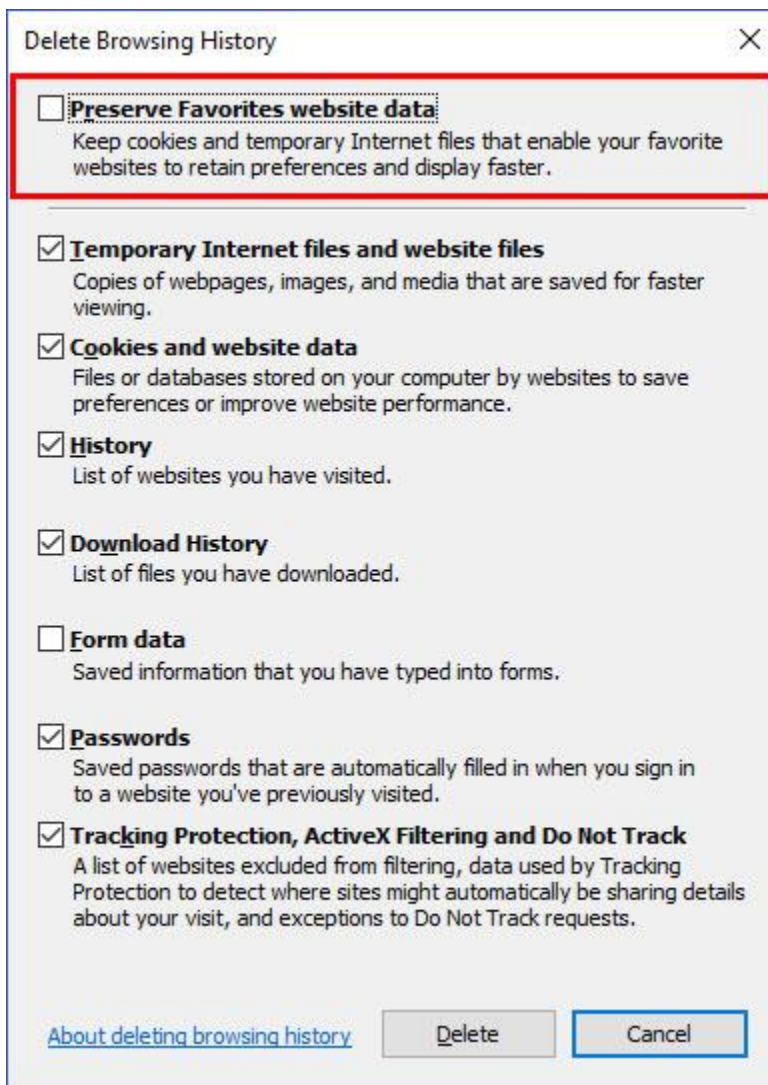 Delete Browsing History
Preserve Favorites website data
Keep cookies and temporary Internet files that enable your favorite
websites to retain preferences and display faster.
Temporary Internet files and website files
Copies of webpages, images, and media that are saved for faster
viewing.
Cookies and website data
Files or databases stored on your computer by websites to save
preferences or improve website performance.
History
List of websites you have visited.
Download History
List of files you have downloaded.
Form data
Saved information that you have typed into forms.
Passwords
Saved passwords that are automatically filled in when you sign in
to a website you've previously visited.
Tracking Protection, ActiveX Filtering and Do Not Track
A list of websites excluded from filtering, data used by Tracking
Protection to detect where sites might automatically be sharing details
about your visit, and exceptions to Do Not Track requests.
About deleting browsing history Delete Cancel